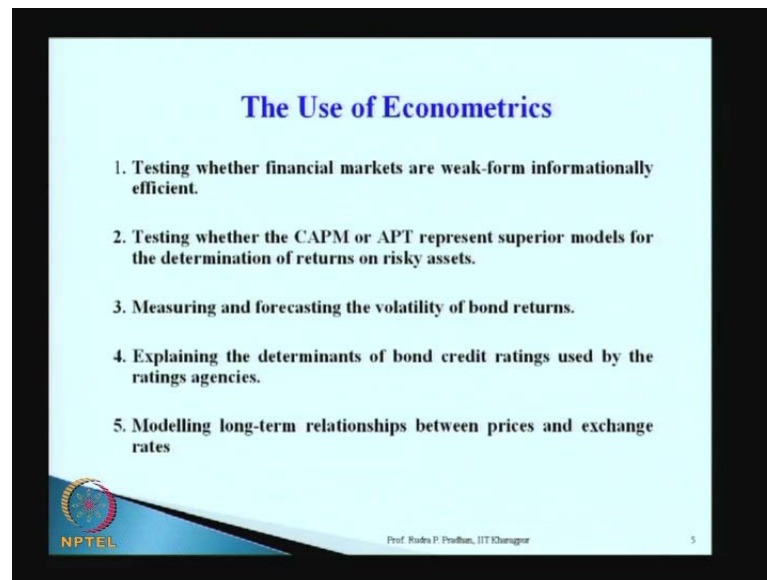 The Use of Econometrics
1. Testing whether financial markets are weak-form informationally
efficient.
2. Testing whether the CAPM or APT represent superior models for
the determination of returns on risky assets.
3. Measuring and forecasting the volatility of bond returns.
4. Explaining the determinants of bond credit ratings used by the
ratings agencies.
5. Modelling long-term relationships between prices and exchange
rates
NPTEL
Prof. Rudra P. Pradhan, IIT Kharagpur
5